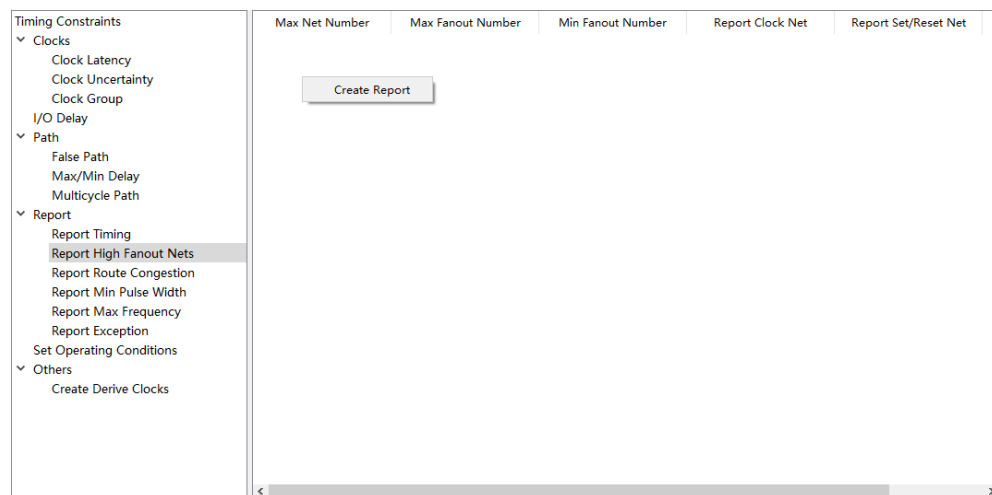 Timing Constraints
Clocks
Clock Latency
Clock Uncertainty
Clock Group
I/O Delay
Path
False Path
Max/Min Delay
Multicycle Path
Report
Report Timing
Report High Fanout Nets
Report Route Congestion
Report Min Pulse Width
Report Max Frequency
Report Exception
Set Operating Conditions
Others
Create Derive Clocks
Max Net Number Max Fanout Number Min Fanout Number Report Clock Net Report Set/Reset Net
Create Report